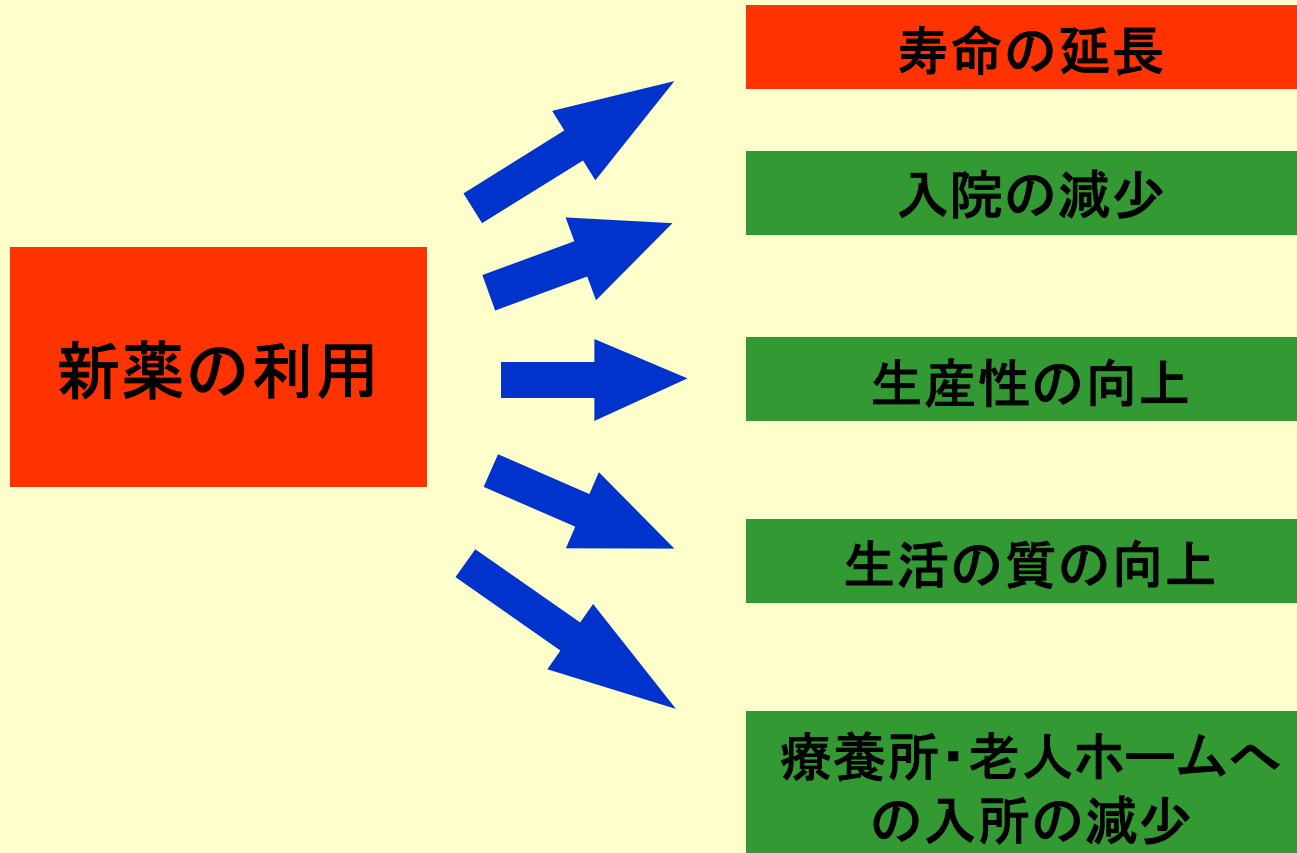 新薬の利用
寿命の延長
入院の減少
生産性の向上
生活の質の向上
療養所・老人ホームへ
の入所の減少